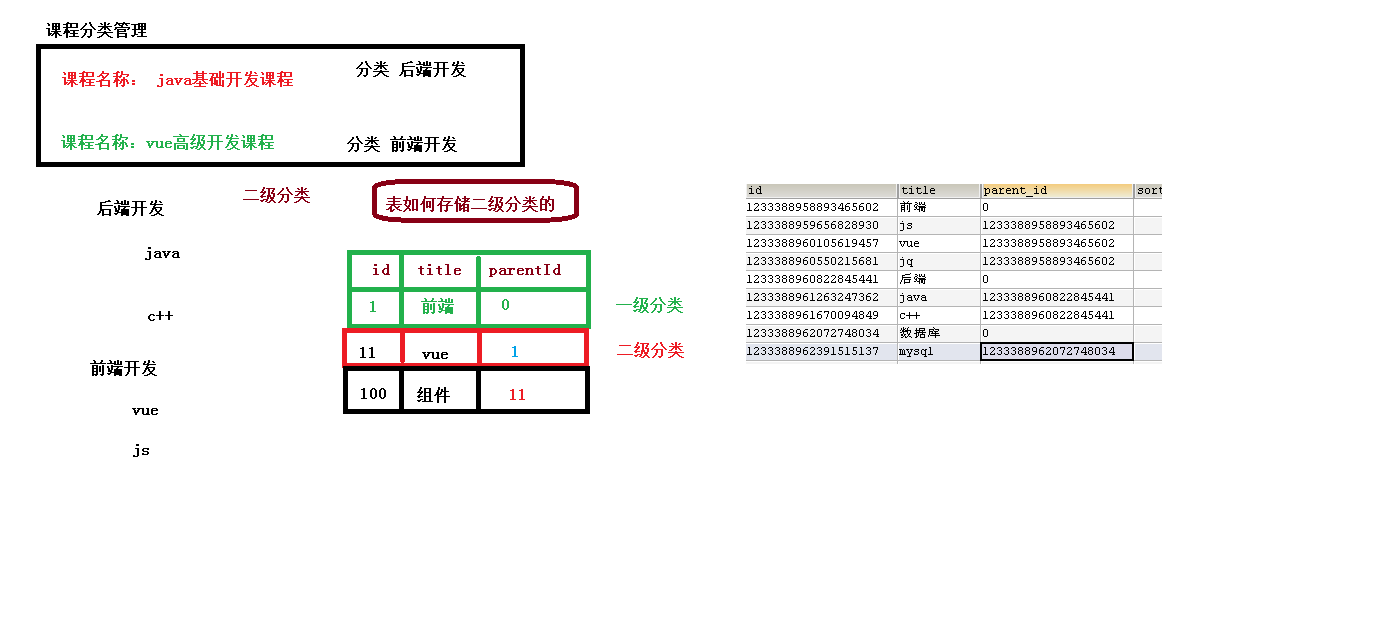 课程分类管理
课程名称： java基础开发课程 分类 后端开发
课程名称：vue高级开发课程 分类 前端开发
后端开发
二级分类
java
c++
前端开发
vue
js
表如何存储二级分类的
id title parentId
1 前端 0 一级分类
11 vue 1 二级分类
100 组件 11
id title parent_id sort
1233388958893465602 前端 0
1233388959656828930 js 1233388958893465602
1233388960105619457 vue 1233388958893465602
1233388960550215681 jq 1233388958893465602
1233388960822845441 后端 0
1233388961263247362 java 1233388960822845441
1233388961670094849 c++ 1233388960822845441
1233388962072748034 数据库 0
1233388962391515137 mysql 1233388962072748034